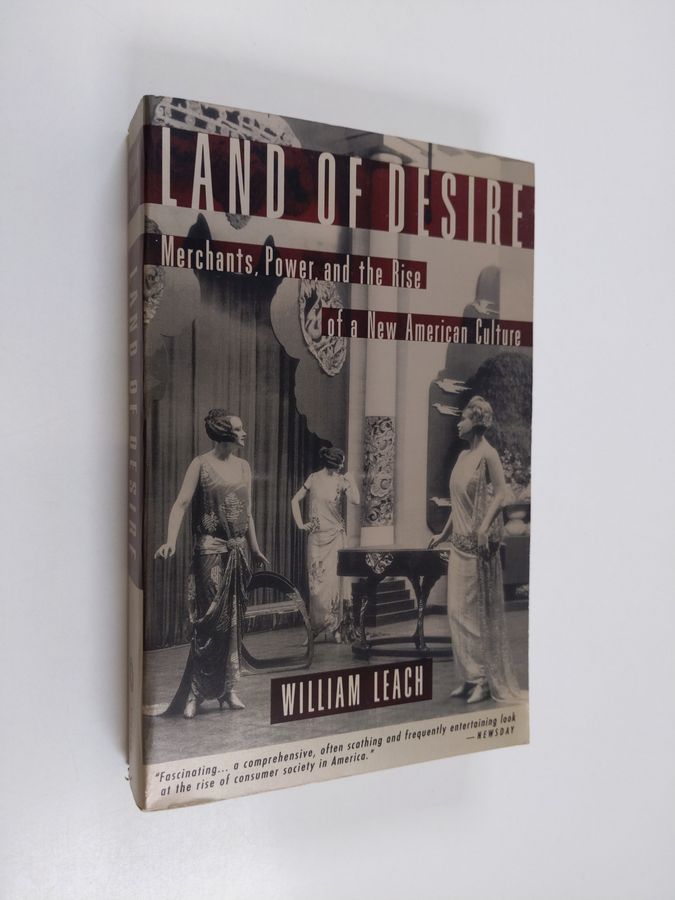 LAND OF DESIRE
Merchants, Power, and the Rise
of a New American Culture
WILLIAM LEACH
"Fascinating... a comprehensive, often scathing and frequently entertaining look
at the rise of consumer society in America."
—NEWSDAY
LAND OF DESIRE